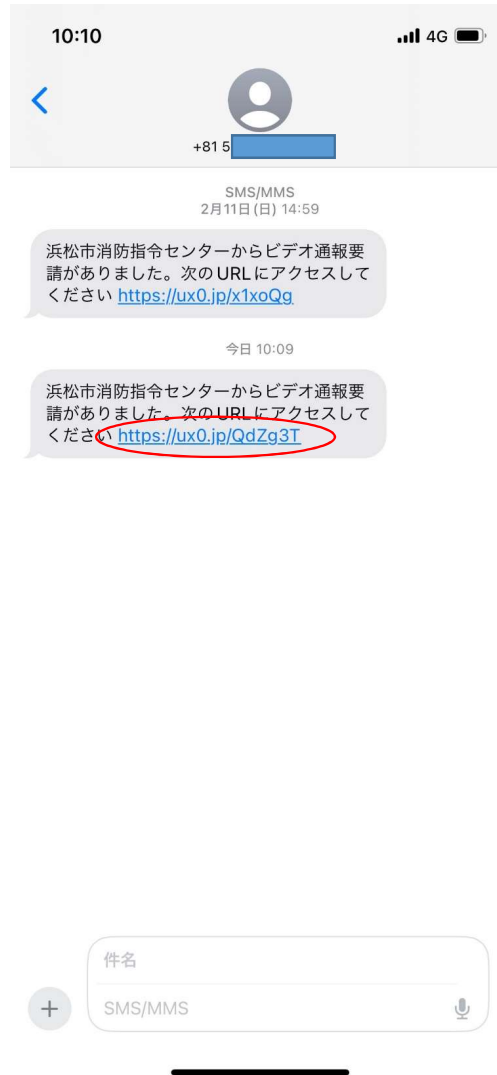 10:10
4G
+81 5
SMS/MMS
2月11日(日) 14:59
浜松市消防指令センターからビデオ通報要
請がありました。次のURLにアクセスして
ください https://ux0.jp/x1xoQg
今日 10:09
浜松市消防指令センターからビデオ通報要
請がありました。次のURLにアクセスして
ください https://ux0.jp/QdZg3T
件名
SMS/MMS